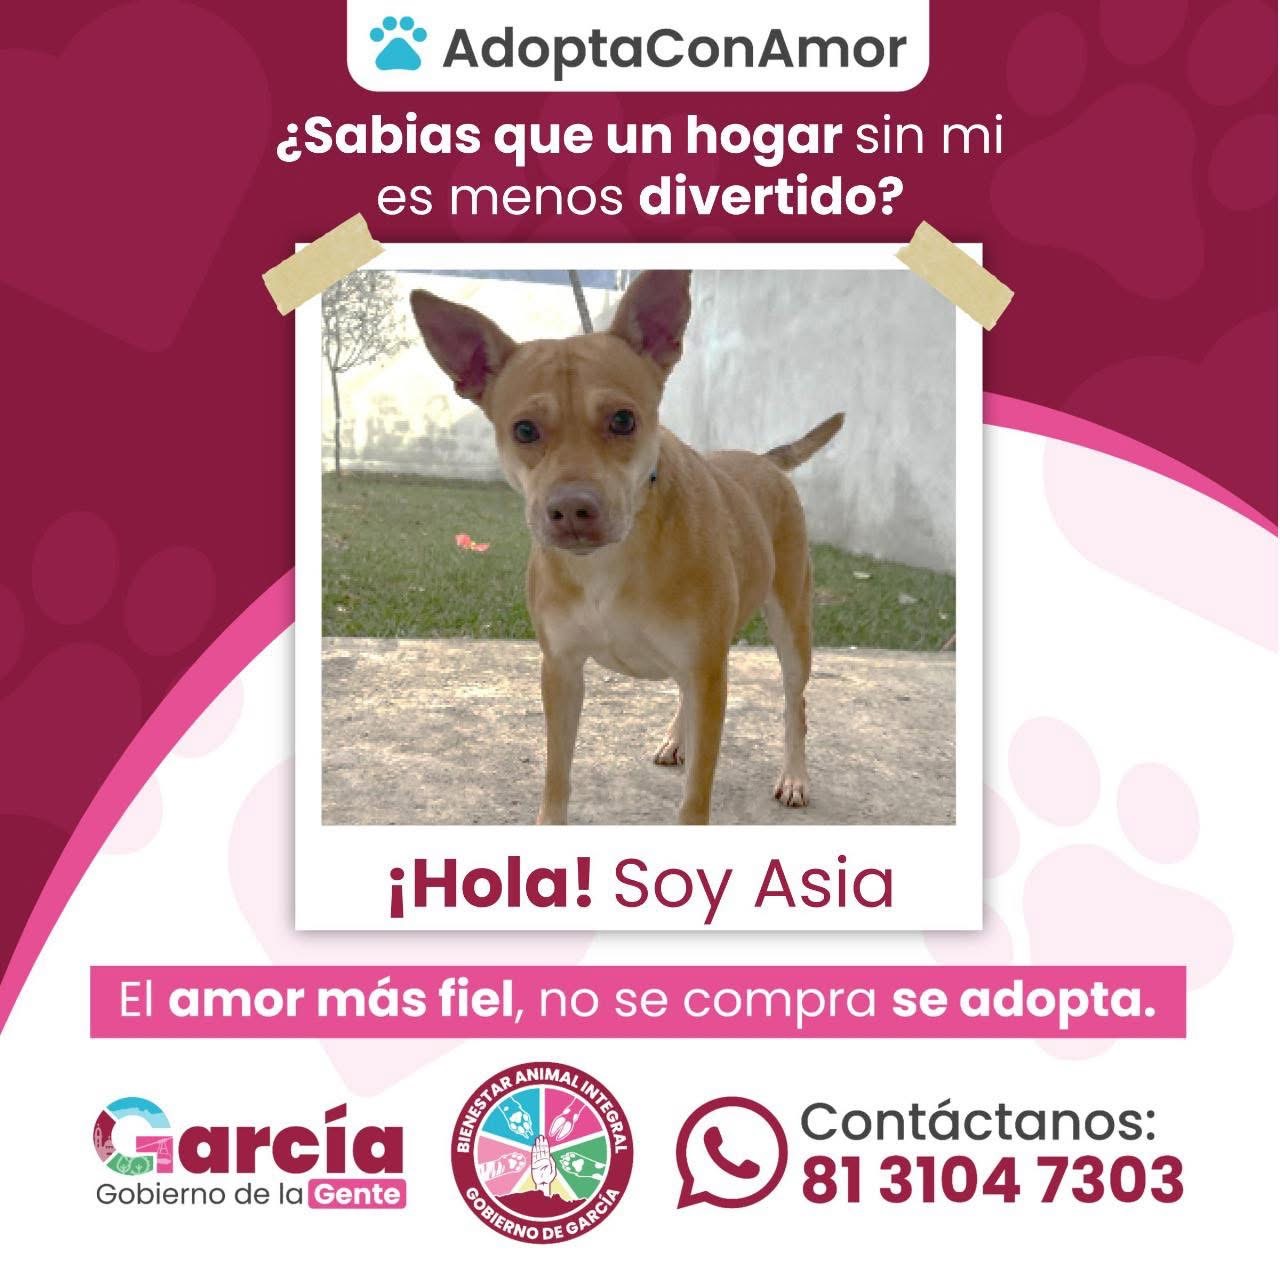 AdoptaConAmor
¿Sabias que un hogar sin mi
es menos divertido?
¡Hola! Soy Asia
El amor más fiel, no se compra se adopta.
García
Gobierno de la Gente
BIENESTAR ANIMAL INTEGRAL
GOBIERNO DE GARCÍA
Contáctanos:
81 3104 7303